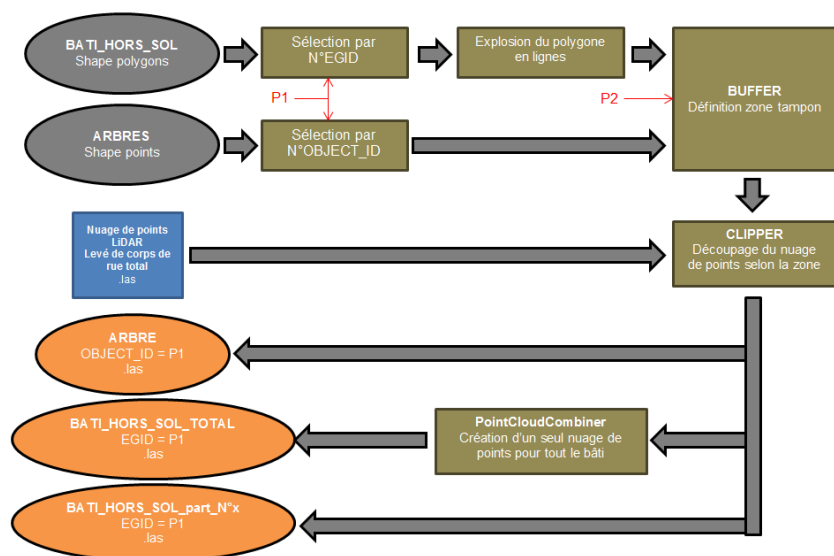 BATI_HORS_SOL
Shape polygons
Sélection par
N°EGID
Explosion du polygone
en lignes
BUFFER
Définition zone tampon
P1
P2
ARBRES
Shape points
Sélection par
N°OBJECT_ID
Nuage de points
LiDAR
Levé de corps de
rue total
.las
CLIPPER
Découpage du nuage
de points selon la zone
ARBRE
OBJECT_ID = P1
.las
BATI_HORS_SOL_TOTAL
EGID = P1
.las
PointCloudCombiner
Création d'un seul nuage de
points pour tout le bâti
BATI_HORS_SOL_part_N°x
EGID = P1
.las